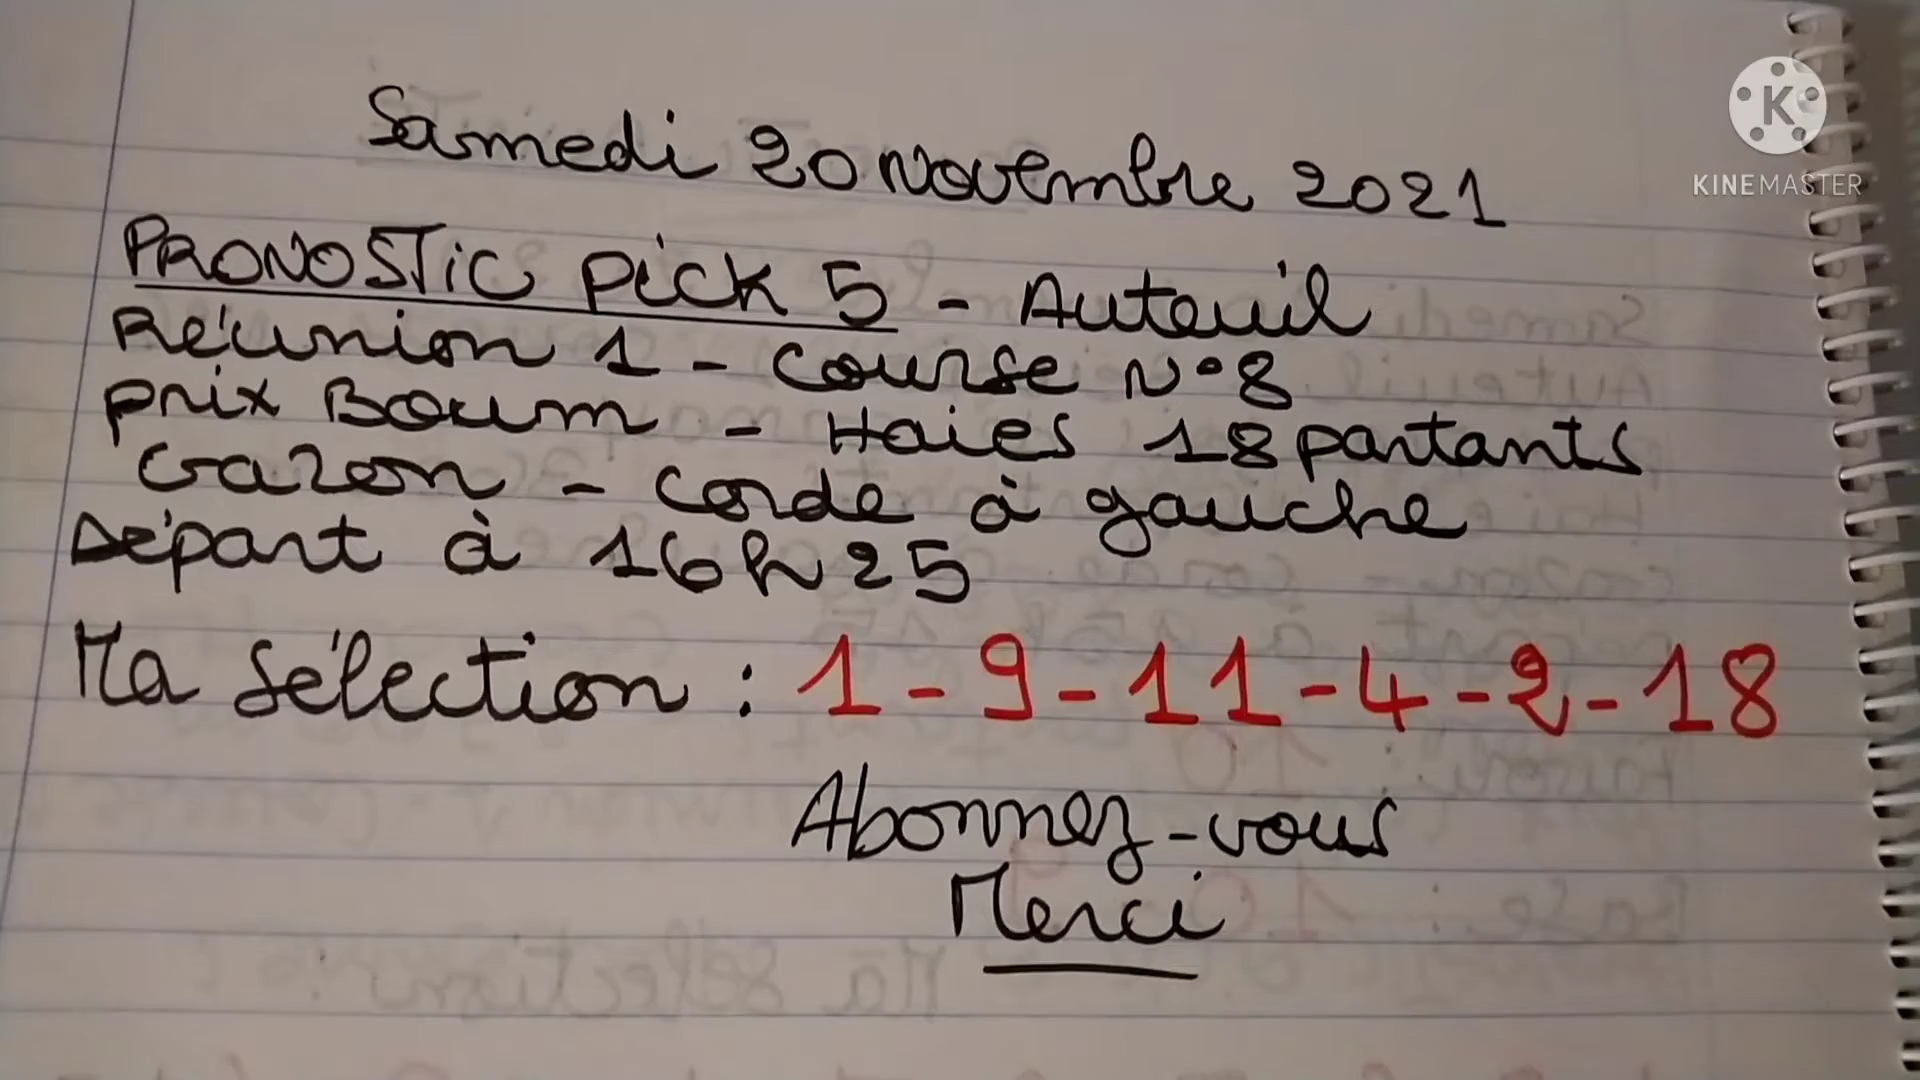 Samedi 20 Novembre 2021
PRONOSTIC PICK 5 - Auteuil
Réunion 1 - Course N°8
prix Boum - Haies 18 partants
Gazon - Corde à gauche
Départ à 16h25
Ma Sélection : 1 - 9 - 11 - 4 - 2 - 18
Abonnez-vous
Merci
KINEMASTER